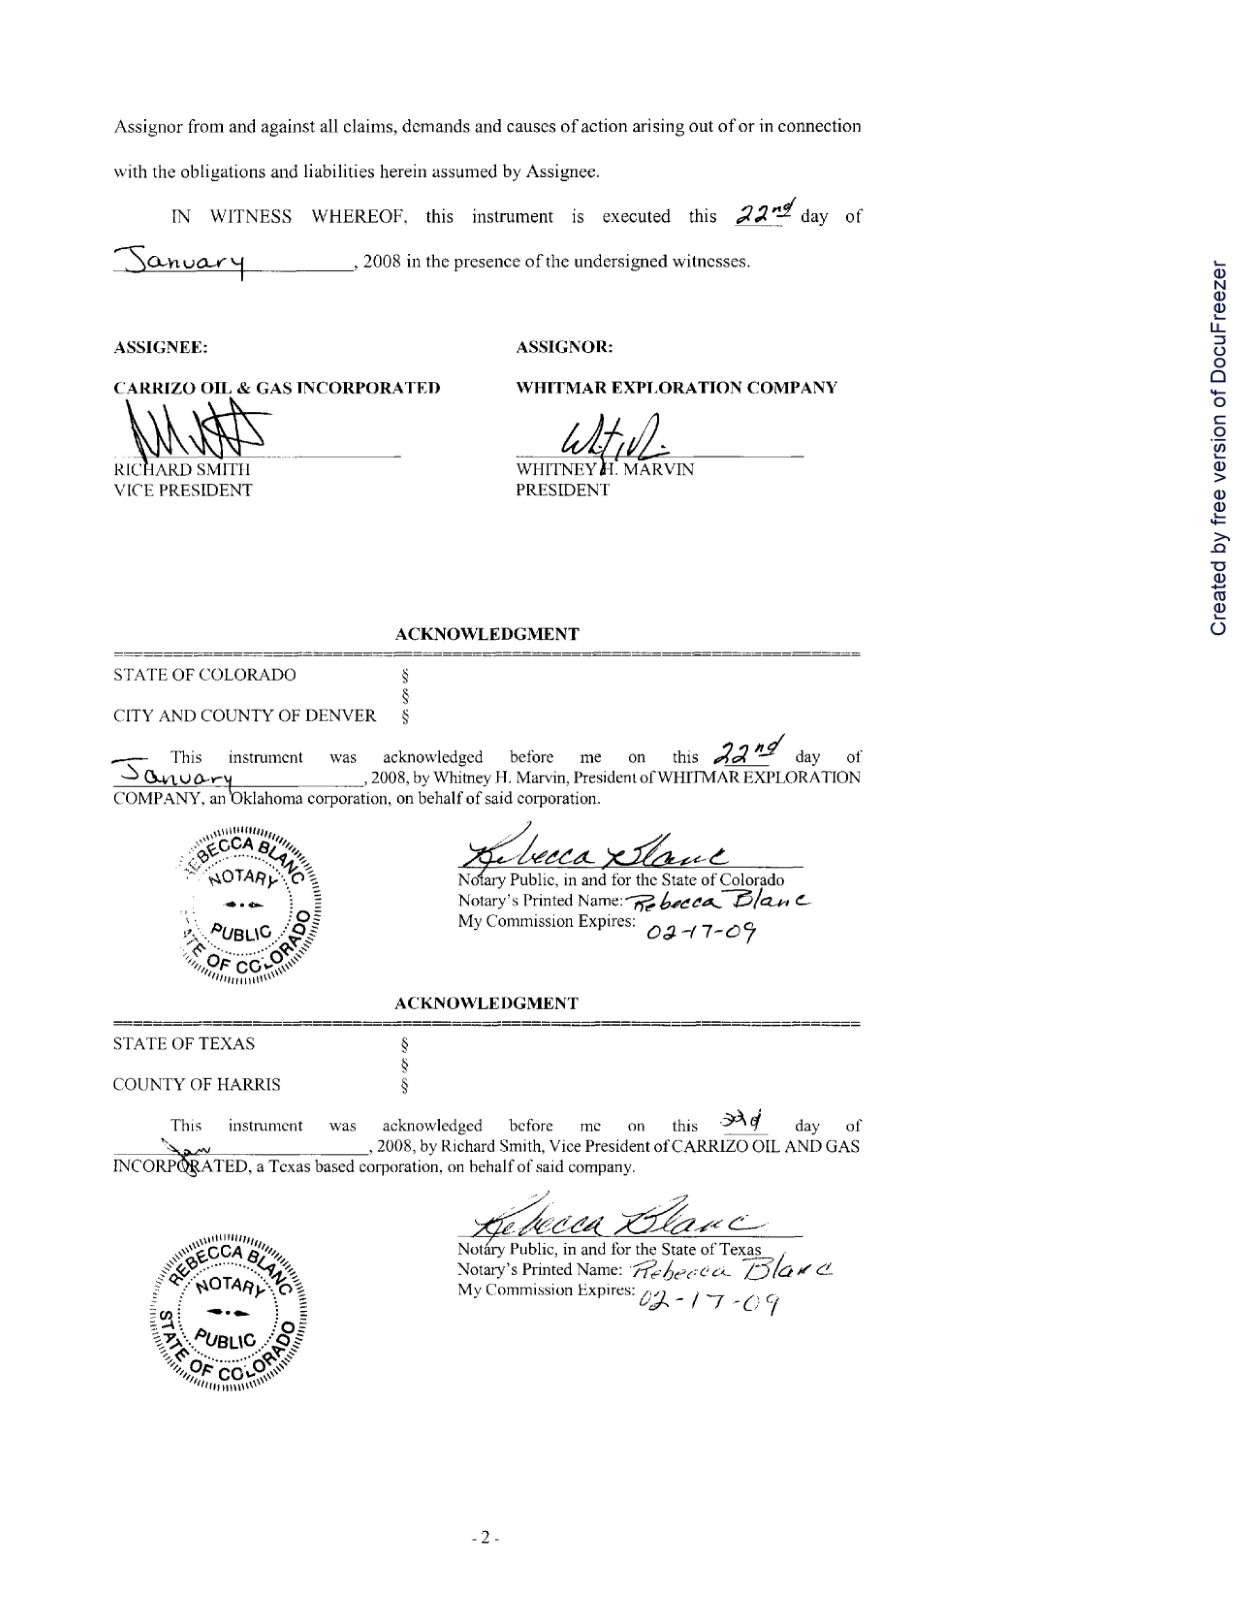 Assignor from and against all claims, demands and causes of action arising out of or in connection
with the obligations and liabilities herein assumed by Assignee.
IN WITNESS WHEREOF, this instrument is executed this 22nd day of
January, 2008 in the presence of the undersigned witnesses.
ASSIGNEE: ASSIGNOR:
CARRIZO OIL & GAS INCORPORATED WHITMAR EXPLORATION COMPANY
RICHARD SMITH WHITNEY H. MARVIN
VICE PRESIDENT PRESIDENT
ACKNOWLEDGMENT
STATE OF COLORADO §
§
CITY AND COUNTY OF DENVER §
This instrument was acknowledged before me on this 22nd day of
January, 2008, by Whitney H. Marvin, President of WHITMAR EXPLORATION
COMPANY, an Oklahoma corporation, on behalf of said corporation.
REBECCA BLANC
NOTARY
PUBLIC
STATE OF COLORADO
Rebecca Blanc
Notary Public, in and for the State of Colorado
Notary's Printed Name: Rebecca Blanc
My Commission Expires: 02-17-09
ACKNOWLEDGMENT
STATE OF TEXAS §
§
COUNTY OF HARRIS §
This instrument was acknowledged before me on this day of
Jan, 2008, by Richard Smith, Vice President of CARRIZO OIL AND GAS
INCORPORATED, a Texas based corporation, on behalf of said company.
REBECCA BLANC
NOTARY
PUBLIC
STATE OF COLORADO
Rebecca Blanc
Notary Public, in and for the State of Texas
Notary's Printed Name: Rebecca Blanc
My Commission Expires: 02-17-09
- 2 -
Created by free version of DocuFreezer